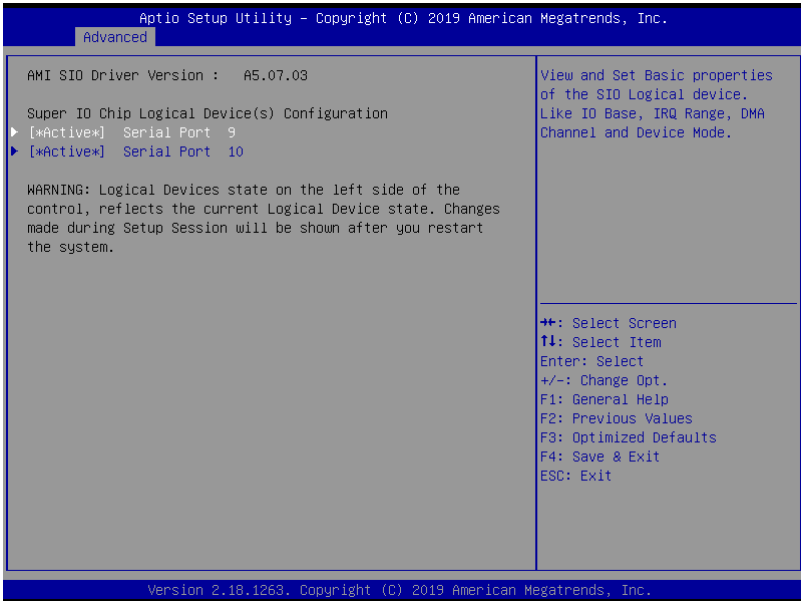 Aptio Setup Utility – Copyright (C) 2019 American Megatrends, Inc.
Advanced
AMI SIO Driver Version :   A5.07.03
Super IO Chip Logical Device(s) Configuration
▶ [*Active*]  Serial Port  9
▶ [*Active*]  Serial Port  10
WARNING: Logical Devices state on the left side of the
control, reflects the current Logical Device state. Changes
made during Setup Session will be shown after you restart
the system.
View and Set Basic properties
of the SIO Logical device.
Like IO Base, IRQ Range, DMA
Channel and Device Mode.
→←: Select Screen
↑↓: Select Item
Enter: Select
+/-: Change Opt.
F1: General Help
F2: Previous Values
F3: Optimized Defaults
F4: Save & Exit
ESC: Exit
Version 2.18.1263. Copyright (C) 2019 American Megatrends, Inc.